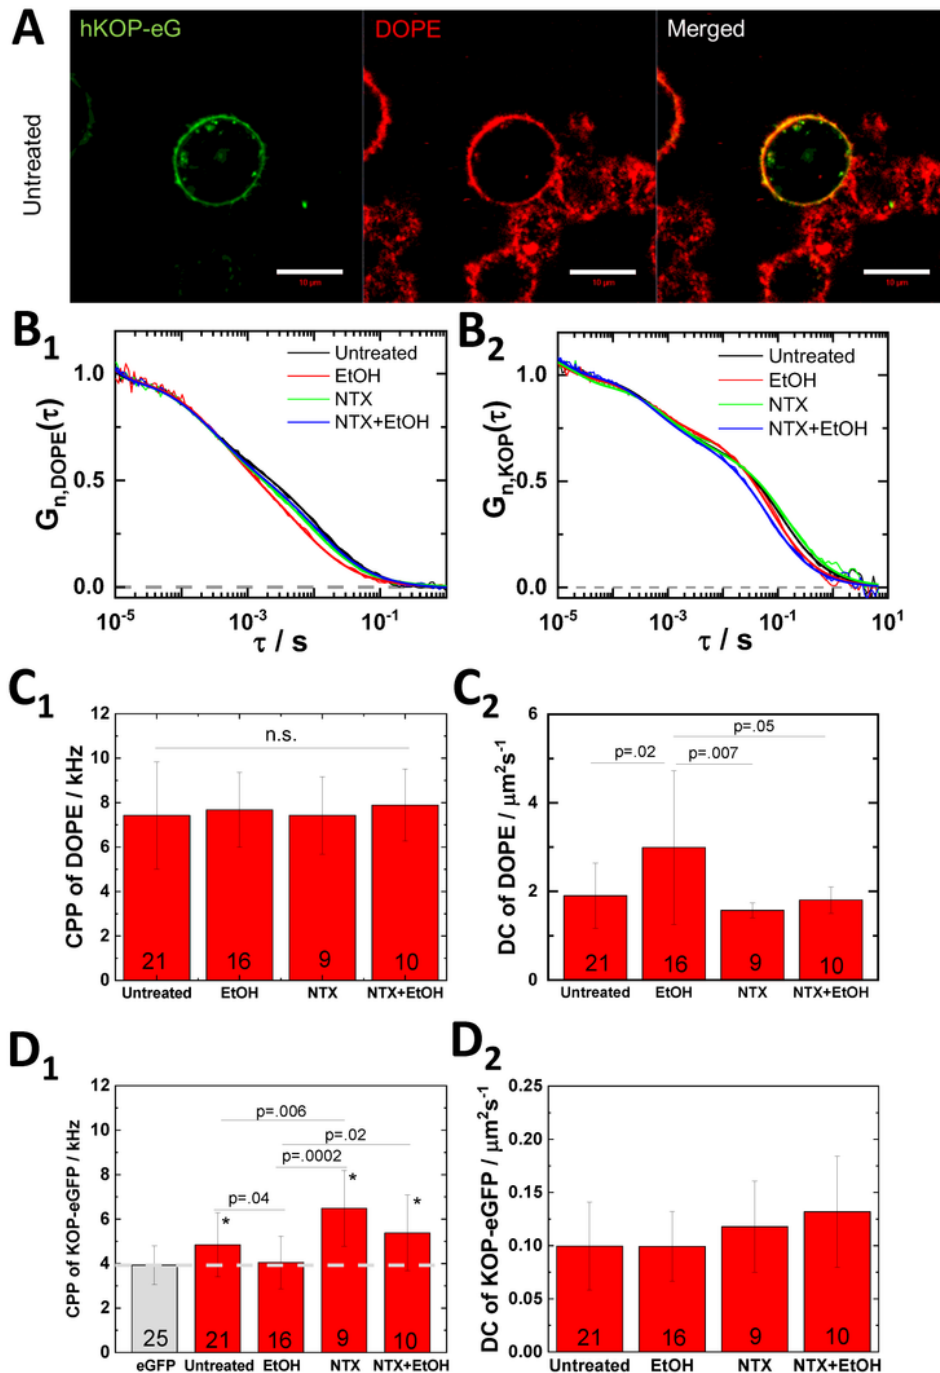 A
hKOP-eG
DOPE
Merged
Untreated
10 µm
10 µm
10 µm
B1
Untreated
EtOH
NTX
NTX+EtOH
1.0
0.5
0.0
Gn,DOPE(τ)
10-5
10-3
10-1
τ / s
B2
Untreated
EtOH
NTX
NTX+EtOH
1.0
0.5
0.0
Gn,KOP(τ)
10-5
10-3
10-1
101
τ / s
C1
12
10
8
6
4
2
0
CPP of DOPE / kHz
n.s.
21
16
9
10
Untreated
EtOH
NTX
NTX+EtOH
C2
6
4
2
0
DC of DOPE / µm2s-1
p=.05
p=.02
p=.007
21
16
9
10
Untreated
EtOH
NTX
NTX+EtOH
D1
12
10
8
6
4
2
0
CPP of KOP-eGFP / kHz
p=.006
p=.02
p=.0002
p=.04
*
*
*
25
21
16
9
10
eGFP
Untreated
EtOH
NTX
NTX+EtOH
D2
0.25
0.20
0.15
0.10
0.05
0.00
DC of KOP-eGFP / µm2s-1
21
16
9
10
Untreated
EtOH
NTX
NTX+EtOH